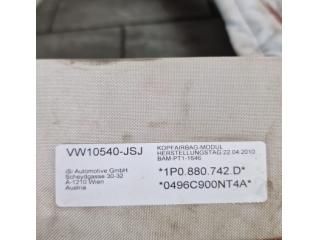 VW10540-JSJ
KOPFAIRBAG-MODUL
HERSTELLUNGSTAG:22.04.2010
BAM-PT1-1646
iSi Automotive GmbH
Scheydgasse 30-32
A-1210 Wien
Austria
*1P0.880.742.D*
*0496C900NT4A*